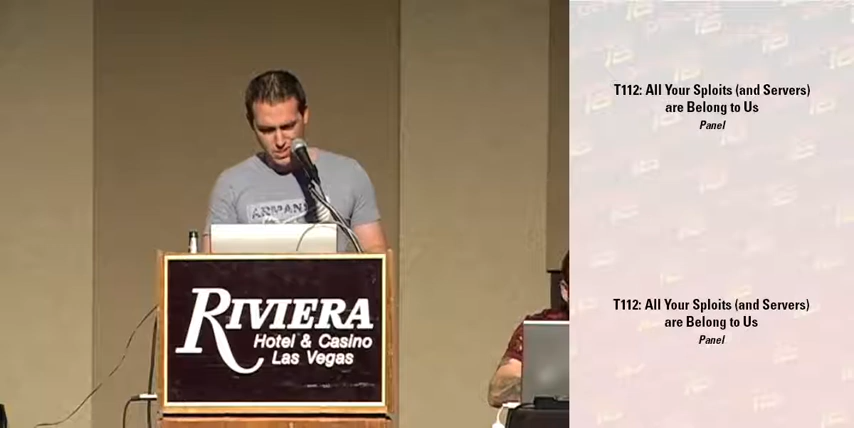 ARMANI
RIVIERA
Hotel & Casino
Las Vegas
T112: All Your Sploits (and Servers)
are Belong to Us
Panel
T112: All Your Sploits (and Servers)
are Belong to Us
Panel